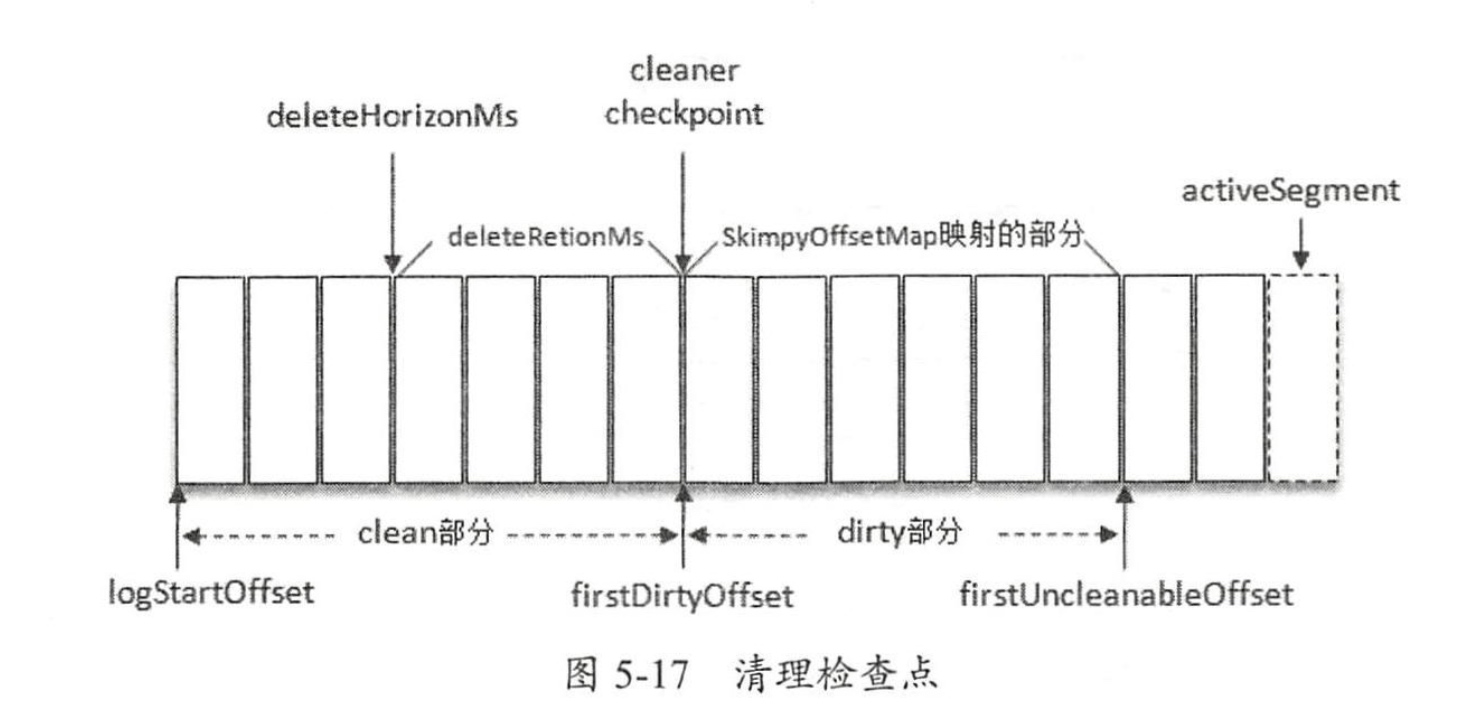 cleaner
deleteHorizonMs
checkpoint
activeSegment
deleteRetionMs
SkimpyOffsetMap映射的部分
clean部分
dirty部分
logStartOffset
firstDirtyOffset
firstUncleanableOffset
图 5-17 清理检查点